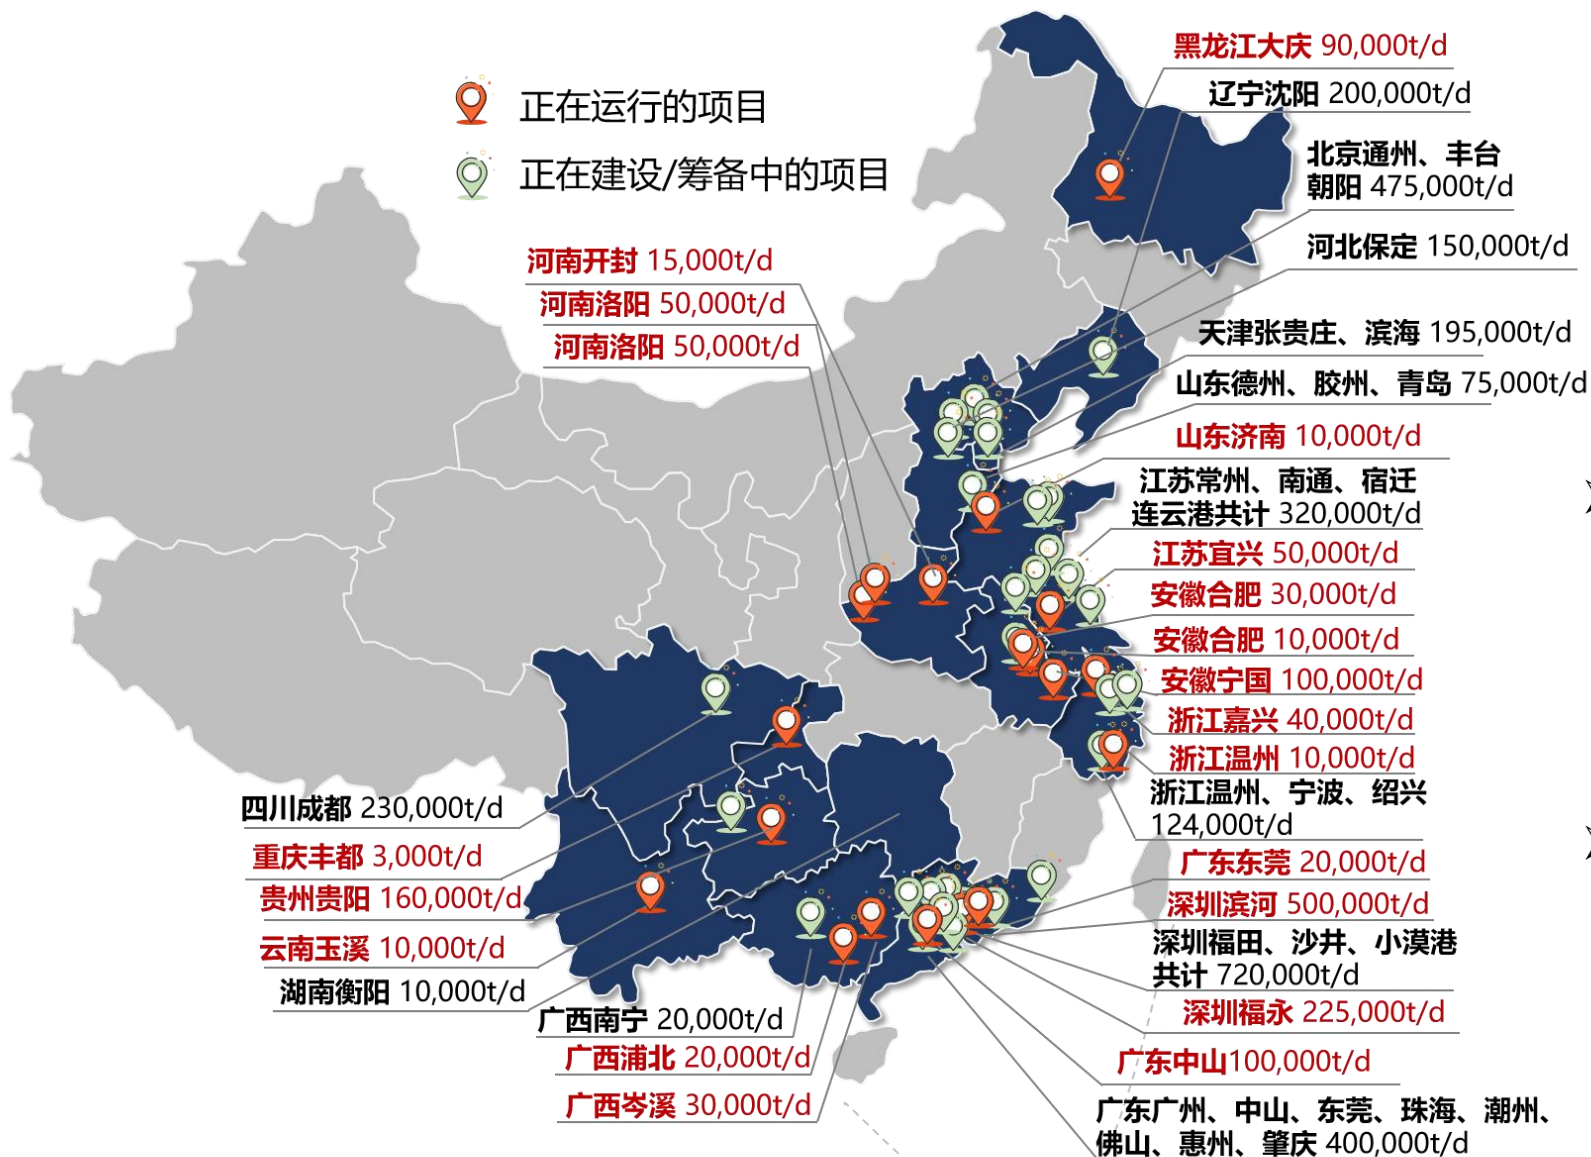 正在运行的项目
正在建设/筹备中的项目
黑龙江大庆 90,000t/d
辽宁沈阳 200,000t/d
北京通州、丰台
朝阳 475,000t/d
河北保定 150,000t/d
天津张贵庄、滨海 195,000t/d
山东德州、胶州、青岛 75,000t/d
山东济南 10,000t/d
江苏常州、南通、宿迁
连云港共计 320,000t/d
江苏宜兴 50,000t/d
安徽合肥 30,000t/d
安徽合肥 10,000t/d
安徽宁国 100,000t/d
浙江嘉兴 40,000t/d
浙江温州 10,000t/d
浙江温州、宁波、绍兴
124,000t/d
广东东莞 20,000t/d
深圳滨河 500,000t/d
深圳福田、沙井、小漠港
共计 720,000t/d
深圳福永 225,000t/d
广东中山100,000t/d
广东广州、中山、东莞、珠海、潮州、
佛山、惠州、肇庆 400,000t/d
河南开封 15,000t/d
河南洛阳 50,000t/d
河南洛阳 50,000t/d
四川成都 230,000t/d
重庆丰都 3,000t/d
贵州贵阳 160,000t/d
云南玉溪 10,000t/d
湖南衡阳 10,000t/d
广西南宁 20,000t/d
广西浦北 20,000t/d
广西岑溪 30,000t/d